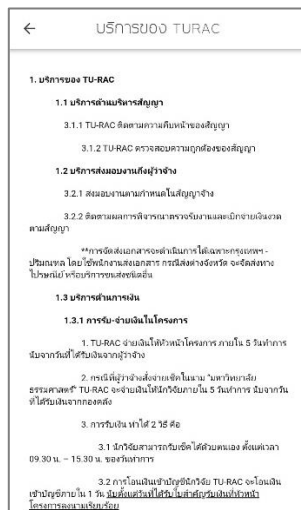 บริการของ TURAC
1. บริการของ TU-RAC
1.1 บริการด้านบริหารสัญญา
3.1.1 TU-RAC ติดตามความคืบหน้าของสัญญา
3.1.2 TU-RAC ตรวจสอบความถูกต้องของสัญญา
1.2 บริการส่งมอบงานถึงผู้ว่าจ้าง
3.2.1 ส่งมอบงานตามกำหนดในสัญญาจ้าง
3.2.2 ติดตามผลการพิจารณาตรวจรับงานและเบิกจ่ายเงินงวด
ตามสัญญา
**การจัดส่งเอกสารจะดำเนินการได้เฉพาะกรุงเทพฯ -
ปริมณฑล โดยใช้พนักงานส่งเอกสาร กรณีส่งต่างจังหวัด จะจัดส่งทาง
ไปรษณีย์ หรือบริการขนส่งชนิดอื่น
1.3 บริการด้านการเงิน
1.3.1 การรับ-จ่ายเงินในโครงการ
1. TU-RAC จ่ายเงินให้หัวหน้าโครงการ ภายใน 5 วันทำการ
นับจากวันที่ได้รับเงินจากผู้ว่าจ้าง
2. กรณีที่ผู้ว่าจ้างสั่งจ่ายเช็คในนาม "มหาวิทยาลัย
ธรรมศาสตร์" TU-RAC จะจ่ายเงินให้นักวิจัยภายใน 5 วันทำการ นับจากวัน
ที่ได้รับเงินจากกองคลัง
3. การรับเงิน ทำได้ 2 วิธี คือ
3.1 นักวิจัยสามารถรับเช็คได้ด้วยตนเอง ตั้งแต่เวลา
09.30 น. – 15.30 น. ของวันทำการ
3.2 การโอนเงินเข้าบัญชีนักวิจัย TU-RAC จะโอนเงิน
เข้าบัญชีภายใน 1 วัน นับตั้งแต่วันที่ได้รับใบสำคัญรับเงินที่หัวหน้า
โครงการลงนามเรียบร้อย